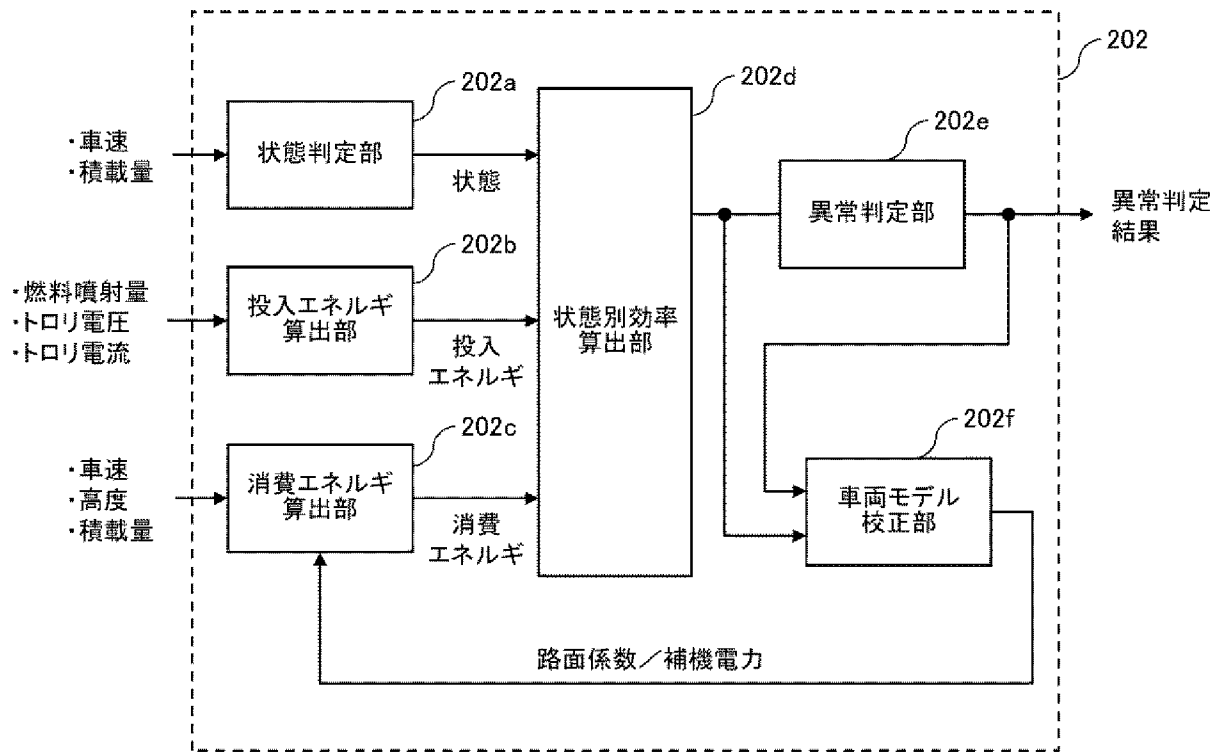 202
202a
・車速
・積載量
状態判定部
状態
202b
・燃料噴射量
・トロリ電圧
・トロリ電流
投入エネルギ
算出部
投入
エネルギ
202c
・車速
・高度
・積載量
消費エネルギ
算出部
消費
エネルギ
202d
状態別効率
算出部
202e
異常判定部
異常判定
結果
202f
車両モデル
校正部
路面係数／補機電力